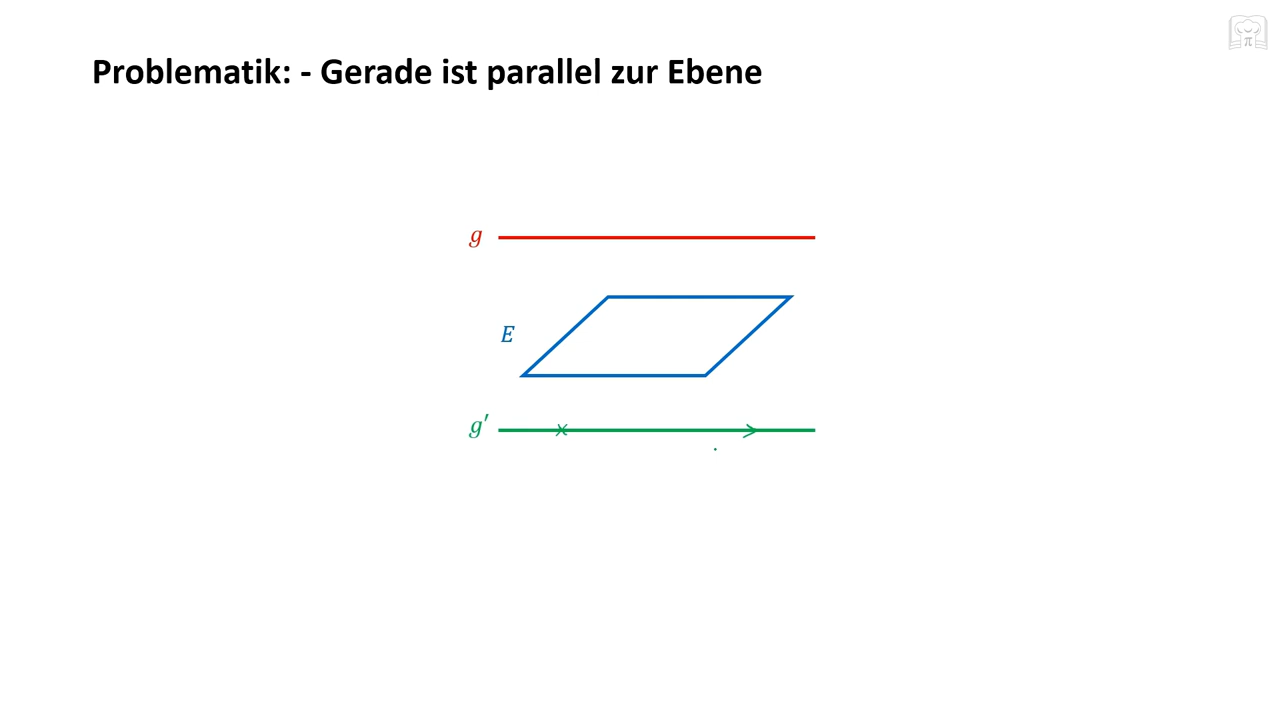 Problematik: - Gerade ist parallel zur Ebene
g
E
g′
π